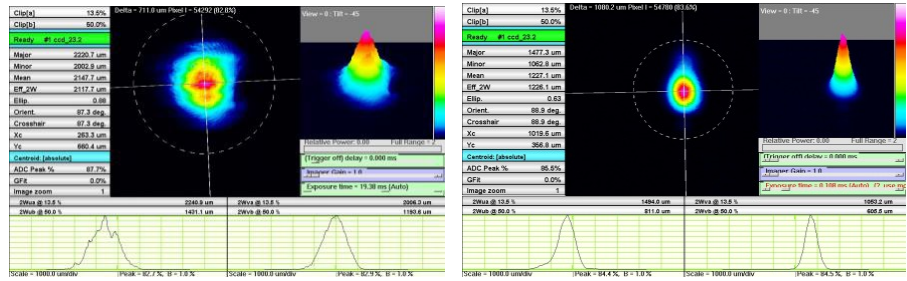 Clip[a] 13.5%
Clip[b] 50.0%
Ready #1 ccd_23.2
Major 2220.7 um
Minor 2002.9 um
Mean 2147.7 um
Eff_2W 2117.7 um
Ellip. 0.88
Orient. 87.3 deg.
Crosshair 87.3 deg.
Xc 263.3 um
Yc 660.4 um
Centroid: [absolute]
ADC Peak % 87.7%
GFit 0.0%
Image zoom 1
Delta = 711.0 um Pixel I = 54292 (82.8%)
View = 0 : Tilt = -45
Relative Power: 0.00 Full Range = 2
(Trigger off) delay = 0.000 ms
Imager Gain = 1.0
Exposure time = 19.38 ms (Auto)
2Wua @ 13.5 % 2240.9 um 2Wva @ 13.5 % 2006.3 um
2Wub @ 50.0 % 1431.1 um 2Wvb @ 50.0 % 1193.6 um
Scale = 1000.0 um/div Peak = 82.7%, B = 1.0 % Scale = 1000.0 um/div Peak = 82.9%, B = 1.0 %
Clip[a] 13.5%
Clip[b] 50.0%
Ready #1 ccd_23.2
Major 1477.3 um
Minor 1062.8 um
Mean 1227.1 um
Eff_2W 1226.1 um
Ellip. 0.63
Orient. 88.9 deg.
Crosshair 88.9 deg.
Xc 1019.6 um
Yc 356.8 um
Centroid: [absolute]
ADC Peak % 85.5%
GFit 0.0%
Image zoom 1
Delta = 1080.2 um Pixel I = 54780 (83.6%)
View = 0 : Tilt = -45
Relative Power: 0.00 Full Range = 2
(Trigger off) delay = 0.000 ms
Imager Gain = 1.0
Exposure time = 0.108 ms (Auto)
2Wua @ 13.5 % 1494.0 um 2Wva @ 13.5 % 1053.2 um
2Wub @ 50.0 % 811.0 um 2Wvb @ 50.0 % 605.5 um
Scale = 1000.0 um/div Peak = 84.4 %, B = 1.0 % Scale = 1000.0 um/div Peak = 84.5 %, B = 1.0 %